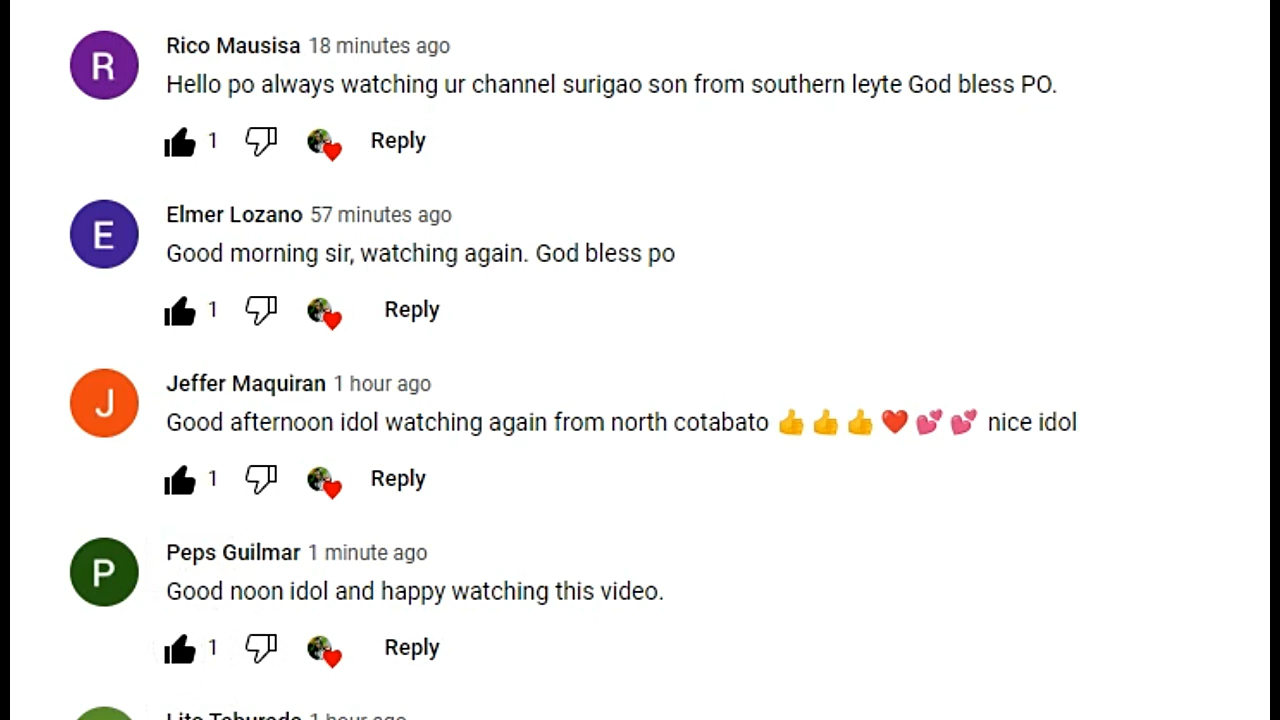 R
Rico Mausisa 18 minutes ago
Hello po always watching ur channel surigao son from southern leyte God bless PO.
1 Reply
E
Elmer Lozano 57 minutes ago
Good morning sir, watching again. God bless po
1 Reply
J
Jeffer Maquiran 1 hour ago
Good afternoon idol watching again from north cotabato 👍 👍 👍 ❤️ 💕 💕 nice idol
1 Reply
P
Peps Guilmar 1 minute ago
Good noon idol and happy watching this video.
1 Reply
1 hour ago